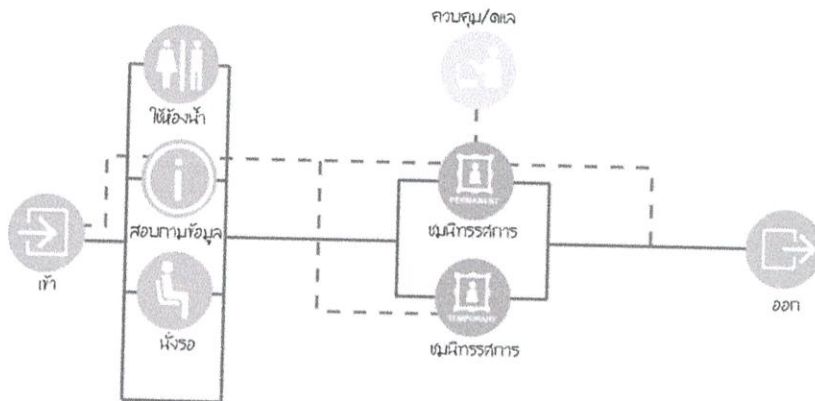 ควบคุม/ดูแล
ใช้ห้องน้ำ
PERMANENT
สอบถามข้อมูล
ชมนิทรรศการ
เข้า
TEMPORARY
ออก
นั่งรอ
ชมนิทรรศการ